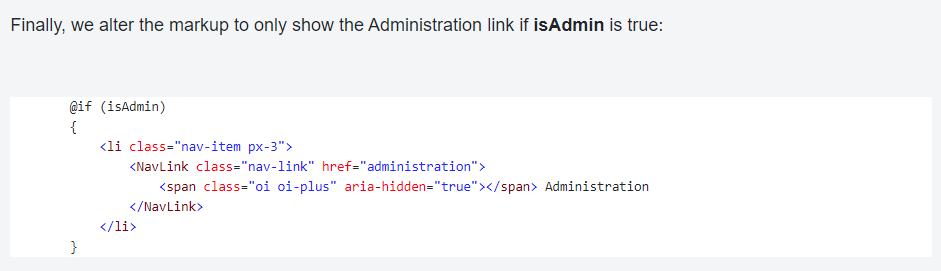 Finally, we alter the markup to only show the Administration link if isAdmin is true:
@if (isAdmin)
{
<li class="nav-item px-3">
<NavLink class="nav-link" href="administration">
<span class="oi oi-plus" aria-hidden="true"></span> Administration
</NavLink>
</li>
}